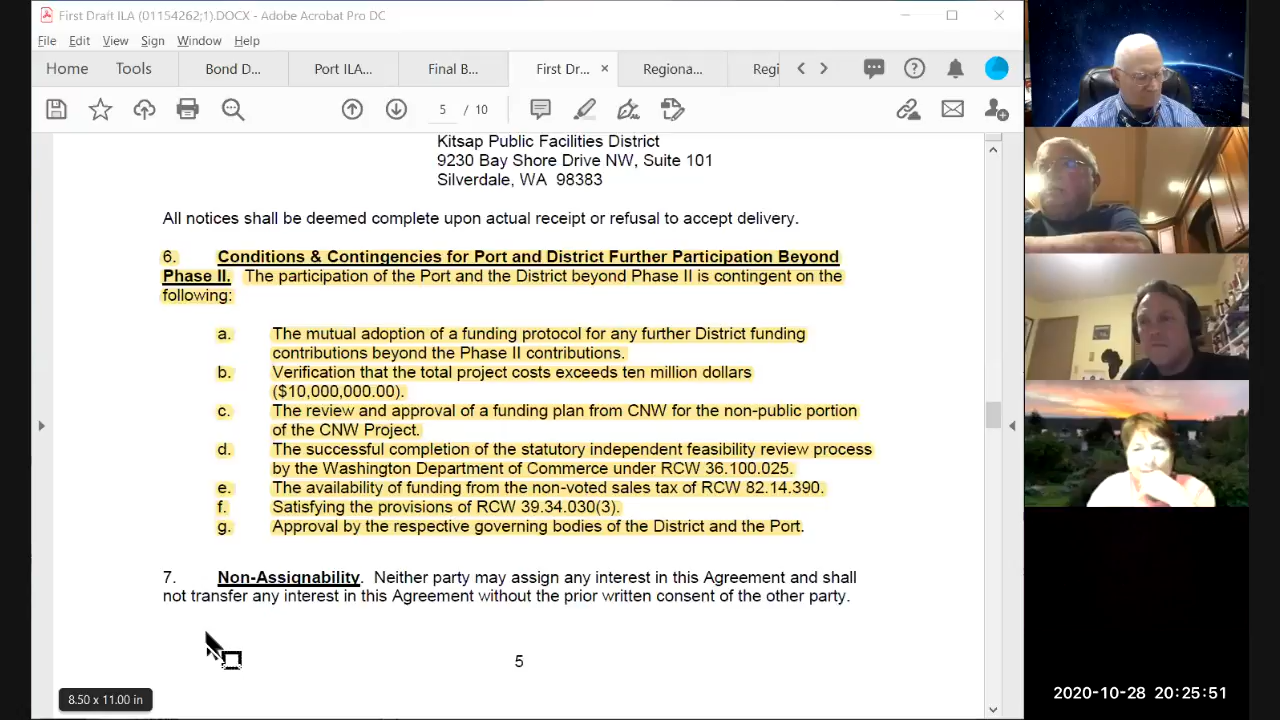 First Draft ILA (01154262;1).DOCX - Adobe Acrobat Pro DC
File Edit View Sign Window Help
Home Tools Bond D... Port ILA... Final B... First Dr... × Regiona... Regi
5 / 10
Kitsap Public Facilities District
9230 Bay Shore Drive NW, Suite 101
Silverdale, WA 98383
All notices shall be deemed complete upon actual receipt or refusal to accept delivery.
6. Conditions & Contingencies for Port and District Further Participation Beyond
Phase II. The participation of the Port and the District beyond Phase II is contingent on the
following:
a. The mutual adoption of a funding protocol for any further District funding
contributions beyond the Phase II contributions.
b. Verification that the total project costs exceeds ten million dollars
($10,000,000.00).
c. The review and approval of a funding plan from CNW for the non-public portion
of the CNW Project.
d. The successful completion of the statutory independent feasibility review process
by the Washington Department of Commerce under RCW 36.100.025.
e. The availability of funding from the non-voted sales tax of RCW 82.14.390.
f. Satisfying the provisions of RCW 39.34.030(3).
g. Approval by the respective governing bodies of the District and the Port.
7. Non-Assignability. Neither party may assign any interest in this Agreement and shall
not transfer any interest in this Agreement without the prior written consent of the other party.
5
8.50 x 11.00 in
2020-10-28 20:25:51